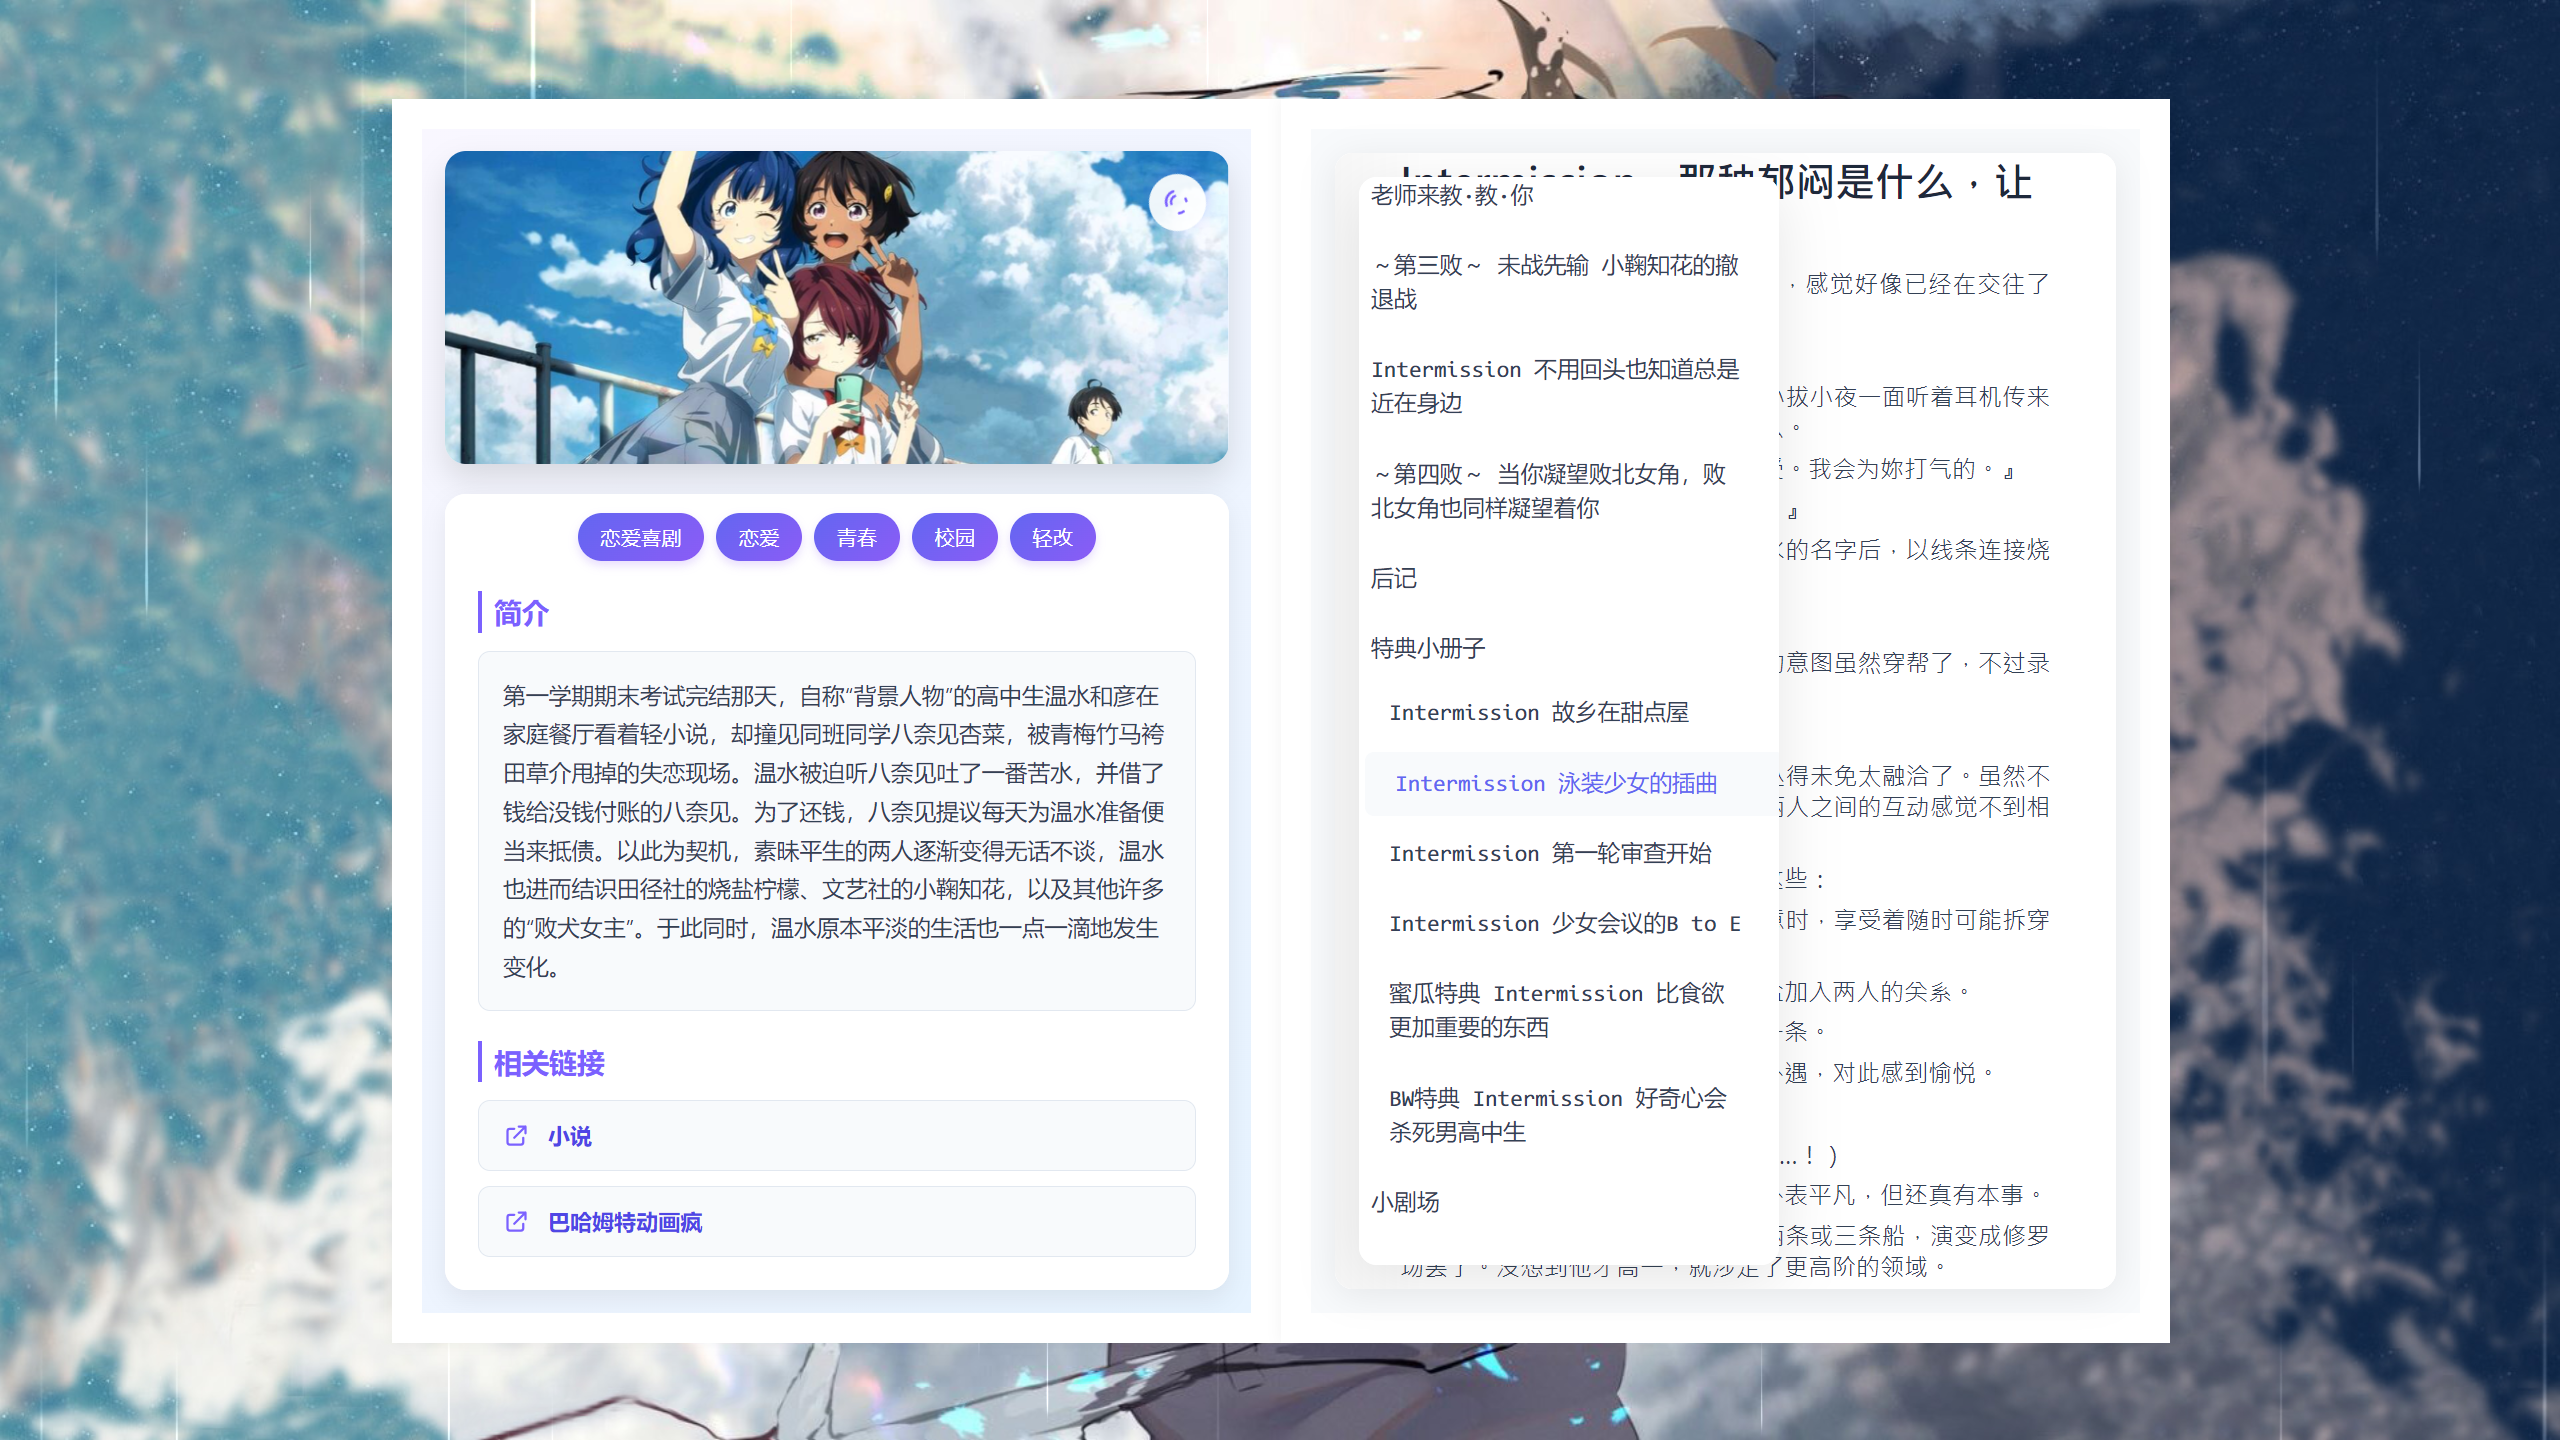 恋爱喜剧
恋爱
青春
校园
轻改
简介
第一学期期末考试完结那天，自称“背景人物”的高中生温水和彦在
家庭餐厅看着轻小说，却撞见同班同学八奈见杏菜，被青梅竹马袴
田草介甩掉的失恋现场。温水被迫听八奈见吐了一番苦水，并借了
钱给没钱付账的八奈见。为了还钱，八奈见提议每天为温水准备便
当来抵债。以此为契机，素昧平生的两人逐渐变得无话不谈，温水
也进而结识田径社的烧盐柠檬、文艺社的小鞠知花，以及其他许多
的“败犬女主”。于此同时，温水原本平淡的生活也一点一滴地发生
变化。
相关链接
小说
巴哈姆特动画疯
老师来教·教·你
～第三败～ 未战先输 小鞠知花的撤
退战
Intermission 不用回头也知道总是
近在身边
～第四败～ 当你凝望败北女角，败
北女角也同样凝望着你
后记
特典小册子
Intermission 故乡在甜点屋
Intermission 泳装少女的插曲
Intermission 第一轮审查开始
Intermission 少女会议的B to E
蜜瓜特典 Intermission 比食欲
更加重要的东西
BW特典 Intermission 好奇心会
杀死男高中生
小剧场
郁闷是什么，让
，感觉好像已经在交往了
拔小夜一面听着耳机传来
。
。我会为妳打气的。』
』
的名字后，以线条连接烧
意图虽然穿帮了，不过录
得未免太融洽了。虽然不
人之间的互动感觉不到相
些：
时，享受着随时可能拆穿
加入两人的关系。
条。
遇，对此感到愉悦。
…！）
表平凡，但还真有本事。
条或三条船，演变成修罗
更高阶的领域。